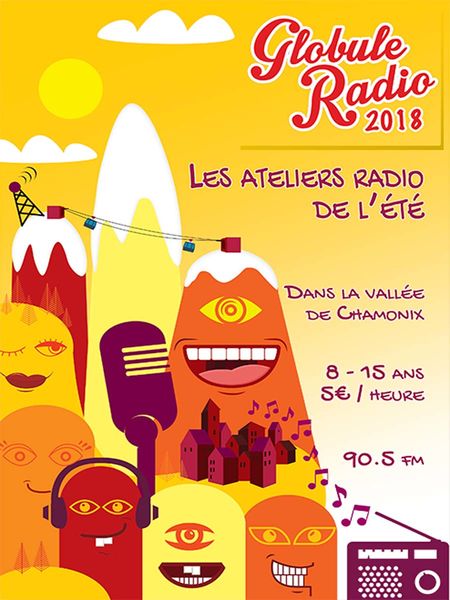 Globule
Radio
2018
LES ATELIERS RADIO
DE L'ÉTÉ
DANS LA VALLÉE
DE CHAMONIX
8 - 15 ANS
5€ / HEURE
90.5 FM